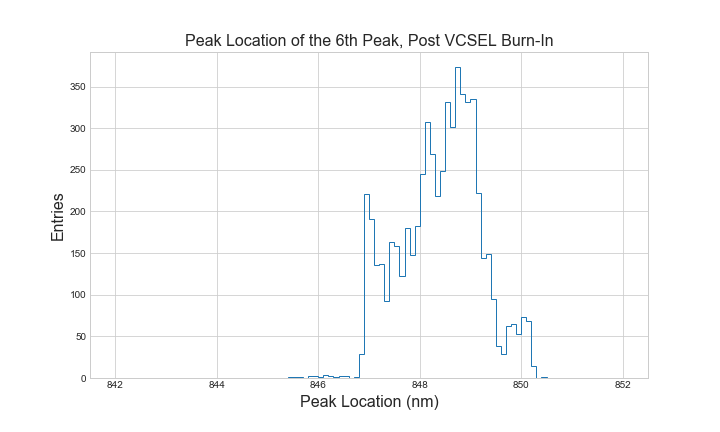 Peak Location of the 6th Peak, Post VCSEL Burn-In
350
300
250
200
150
100
50
0
Entries
842 844 846 848 850 852
Peak Location (nm)